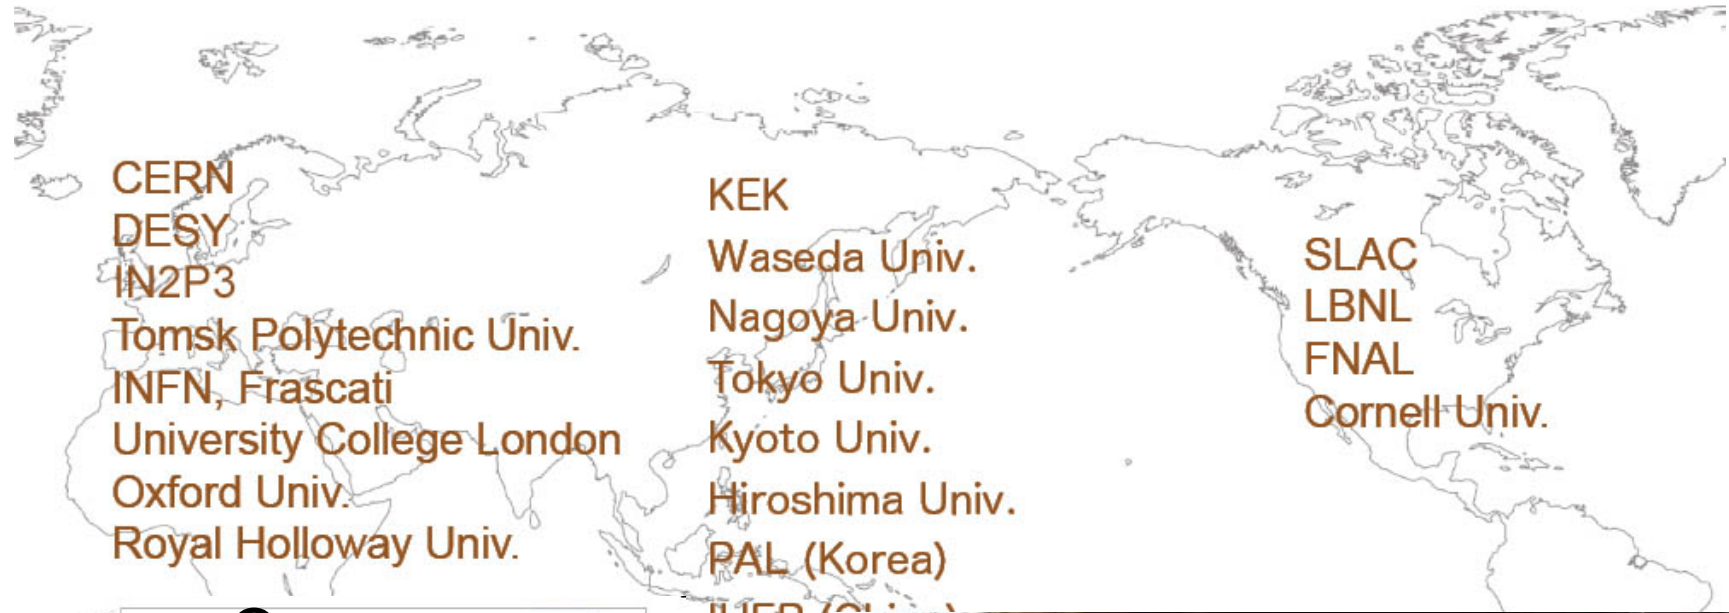 CERN
DESY
IN2P3
Tomsk Polytechnic Univ.
INFN, Frascati
University College London
Oxford Univ.
Royal Holloway Univ.
KEK
Waseda Univ.
Nagoya Univ.
Tokyo Univ.
Kyoto Univ.
Hiroshima Univ.
PAL (Korea)
SLAC
LBNL
FNAL
Cornell Univ.